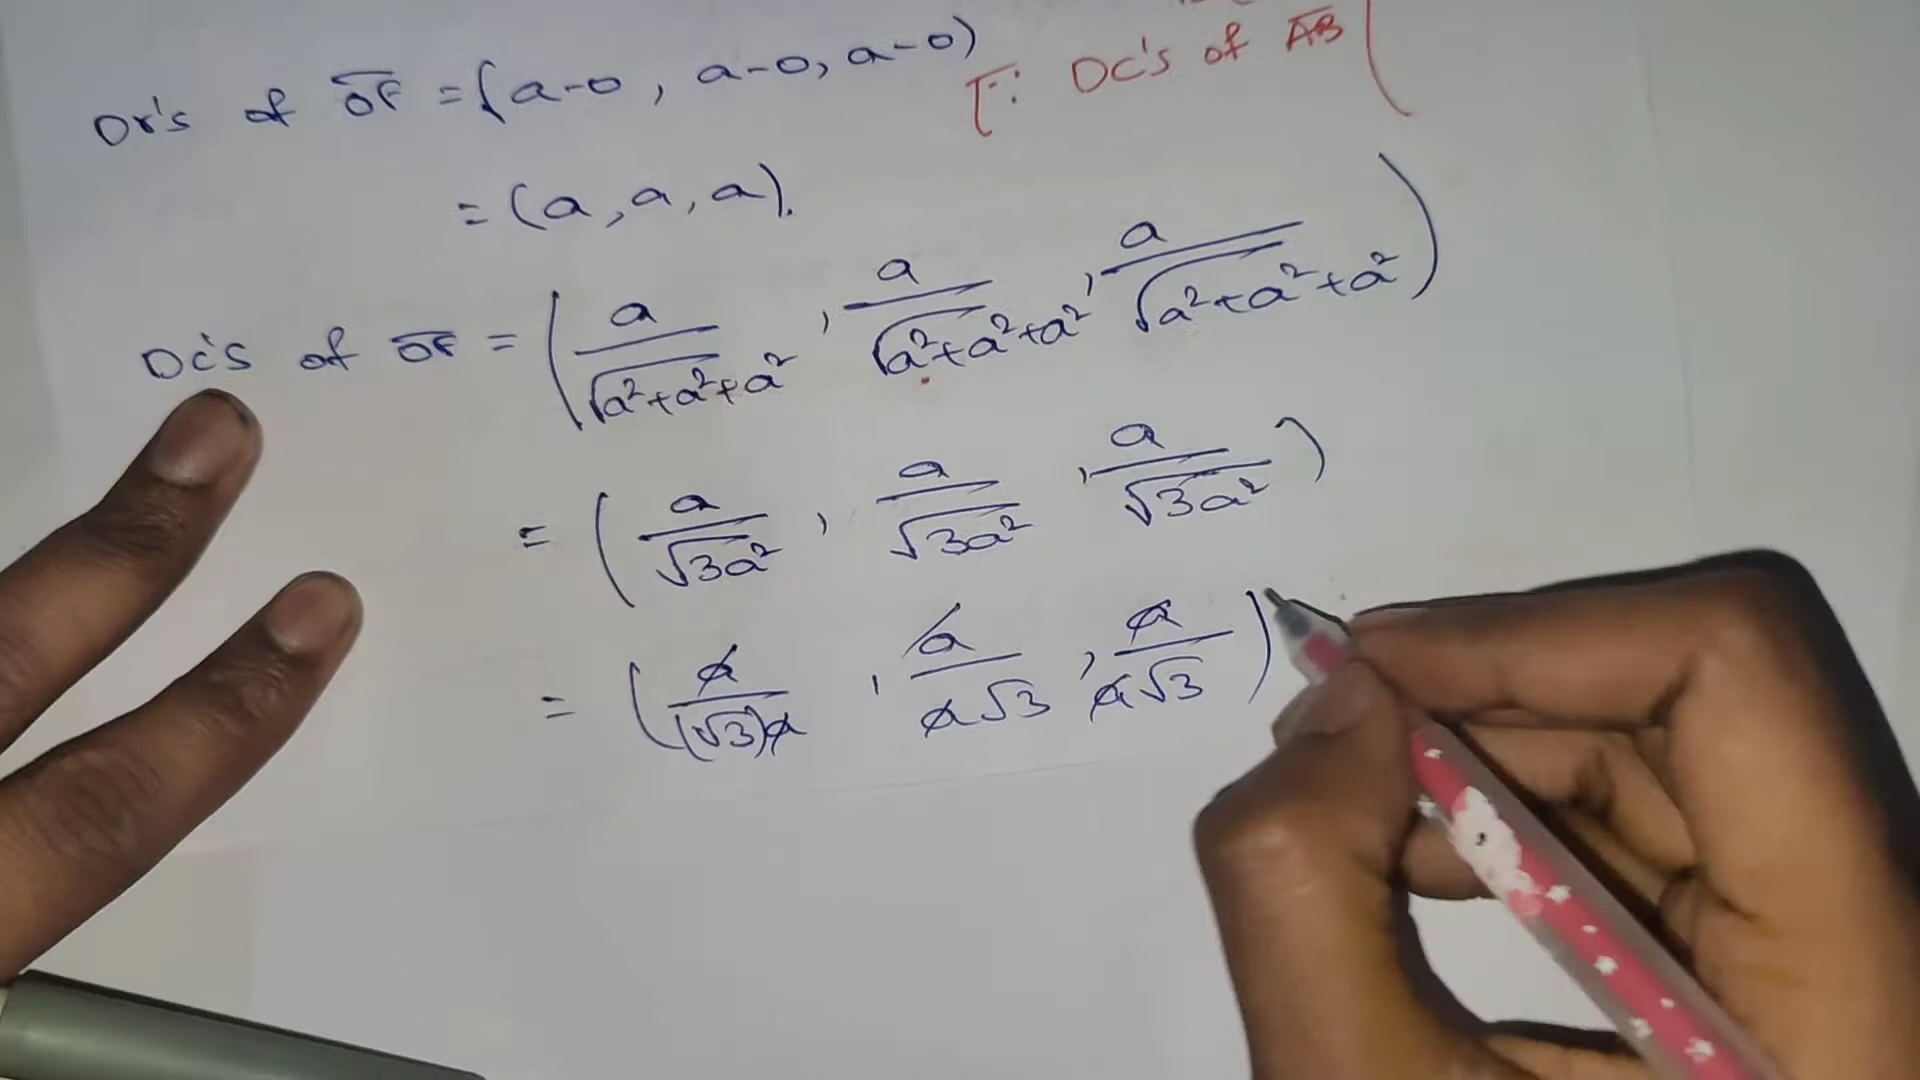 Dr's of OF = (a-0, a-0, a-0)
[∵ DC's of AB (
= (a, a, a).
DC'S of OF = (a/√a²+a²+a², a/√a²+a²+a², a/√a²+a²+a²)
= (a/√3a², a/√3a², a/√3a²)
= (a/(√3)a, a/a√3, a/a√3)